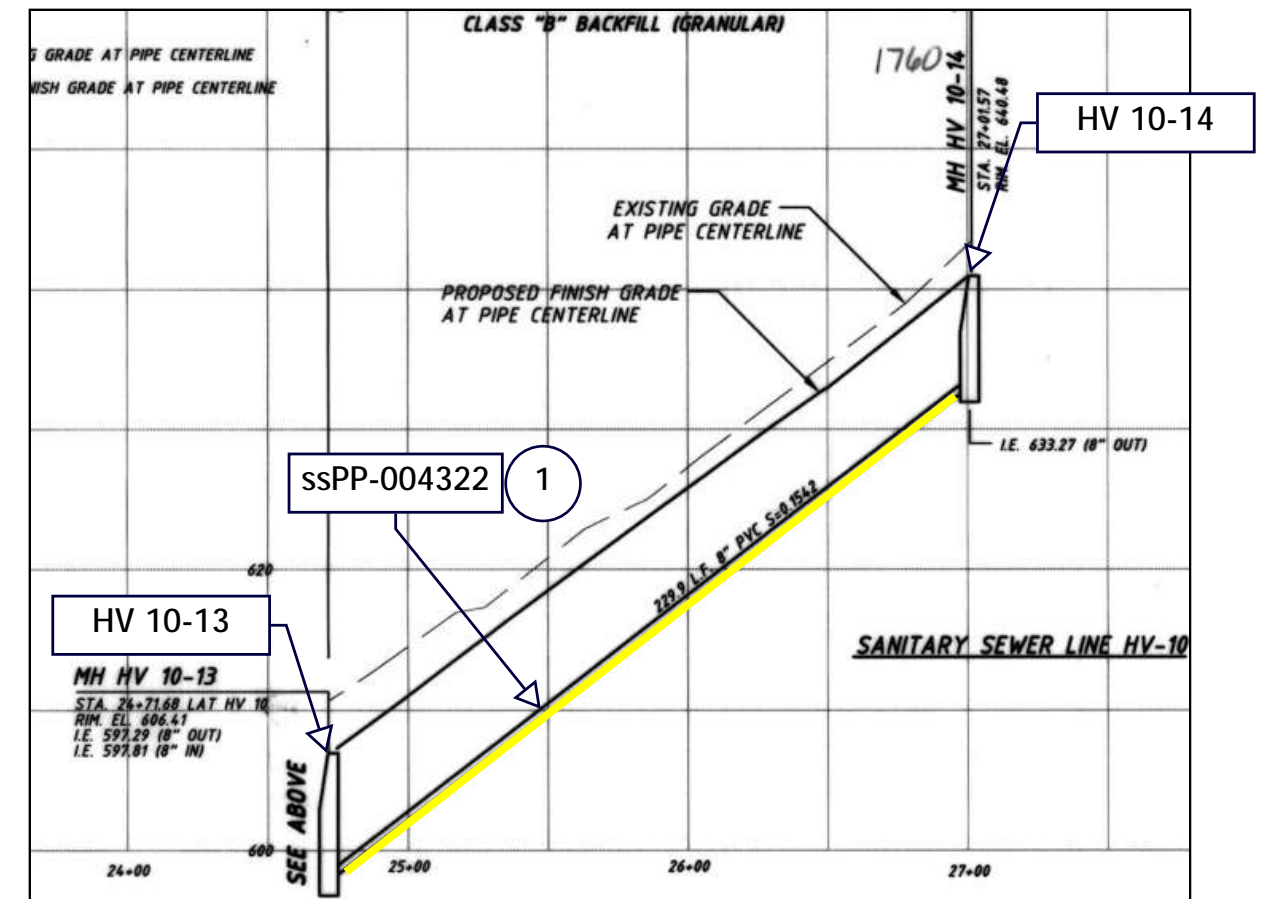 CLASS "B" BACKFILL (GRANULAR)
G GRADE AT PIPE CENTERLINE
NISH GRADE AT PIPE CENTERLINE
1760
MH HV 10-14
STA. 27+01.57
RIM. EL. 640.48
HV 10-14
EXISTING GRADE
AT PIPE CENTERLINE
PROPOSED FINISH GRADE
AT PIPE CENTERLINE
I.E. 633.27 (8" OUT)
ssPP-004322
1
229.9 L.F. 8" PVC S=0.1542
620
HV 10-13
SANITARY SEWER LINE HV-10
MH HV 10-13
STA. 24+71.68 LAT HV 10
RIM. EL. 606.41
I.E. 597.29 (8" OUT)
I.E. 597.81 (8" IN)
SEE ABOVE
600
24+00
25+00
26+00
27+00